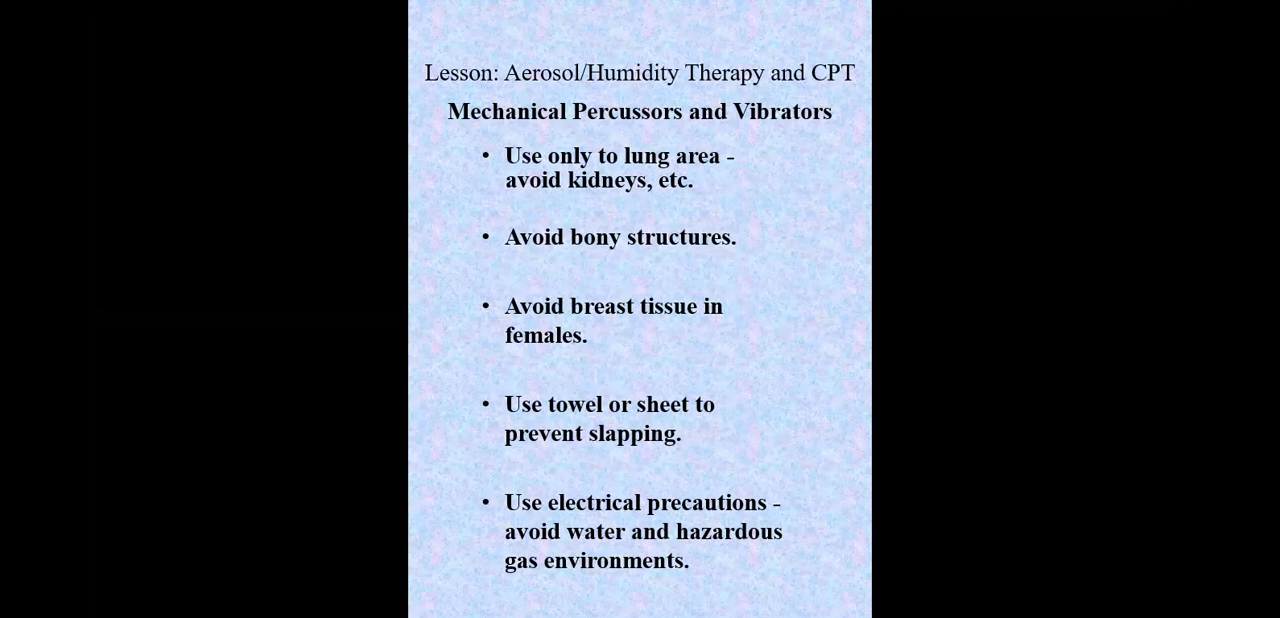 Lesson: Aerosol/Humidity Therapy and CPT
Mechanical Percussors and Vibrators
• Use only to lung area -
avoid kidneys, etc.
• Avoid bony structures.
• Avoid breast tissue in
females.
• Use towel or sheet to
prevent slapping.
• Use electrical precautions -
avoid water and hazardous
gas environments.